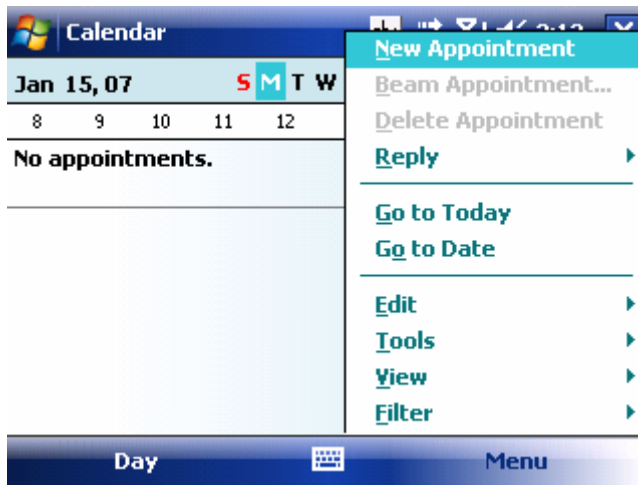 Calendar
Jan 15, 07 S M T W
8 9 10 11 12
No appointments.
New Appointment
Beam Appointment...
Delete Appointment
Reply
Go to Today
Go to Date
Edit
Tools
View
Filter
Day Menu